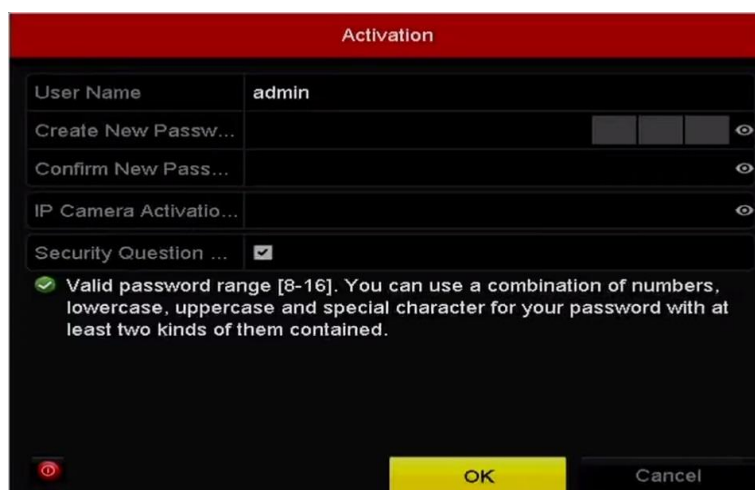 Activation
User Name admin
Create New Passw...
Confirm New Pass...
IP Camera Activatio...
Security Question ...
Valid password range [8-16]. You can use a combination of numbers,
lowercase, uppercase and special character for your password with at
least two kinds of them contained.
OK Cancel